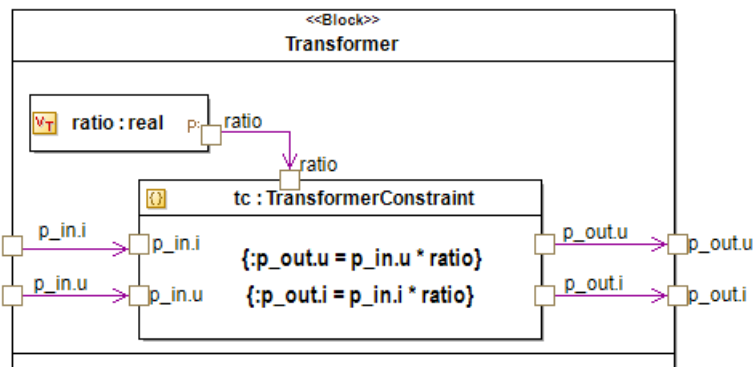 <<Block>>
Transformer
ratio : real
p:
ratio
ratio
tc : TransformerConstraint
p_in.i
p_in.i
{:p_out.u = p_in.u * ratio}
p_out.u
p_out.u
p_in.u
p_in.u
{:p_out.i = p_in.i * ratio}
p_out.i
p_out.i